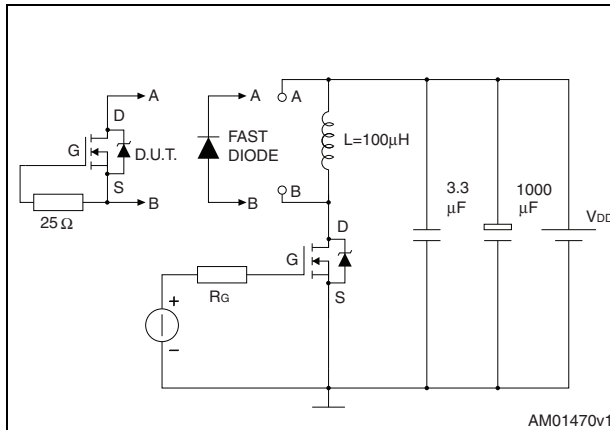 A
D
G
D.U.T.
S
B
25 Ω
A
FAST
DIODE
B
A
B
L=100μH
D
G
S
RG
+
−
3.3
μF
1000
μF
VDD
AM01470v1